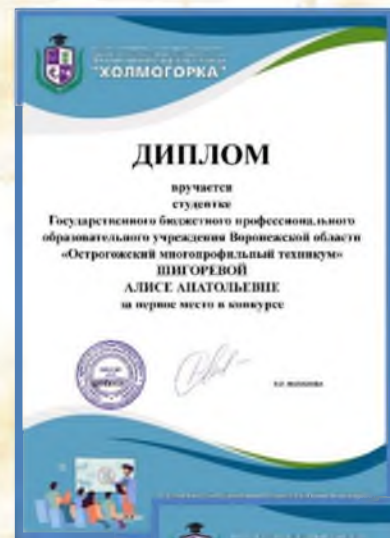 "ХОЛМОГОРКА"
ДИПЛОМ
вручается
студентке
Государственного бюджетного профессионального
образовательного учреждения Воронежской области
«Острогожский многопрофильный техникум»
ШИГОРЕВОЙ
АЛИСЕ АНАТОЛЬЕВНЕ
за первое место в конкурсе